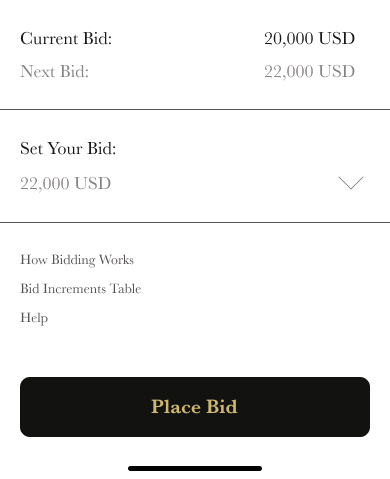 Current Bid: 20,000 USD
Next Bid: 22,000 USD
Set Your Bid:
22,000 USD
How Bidding Works
Bid Increments Table
Help
Place Bid